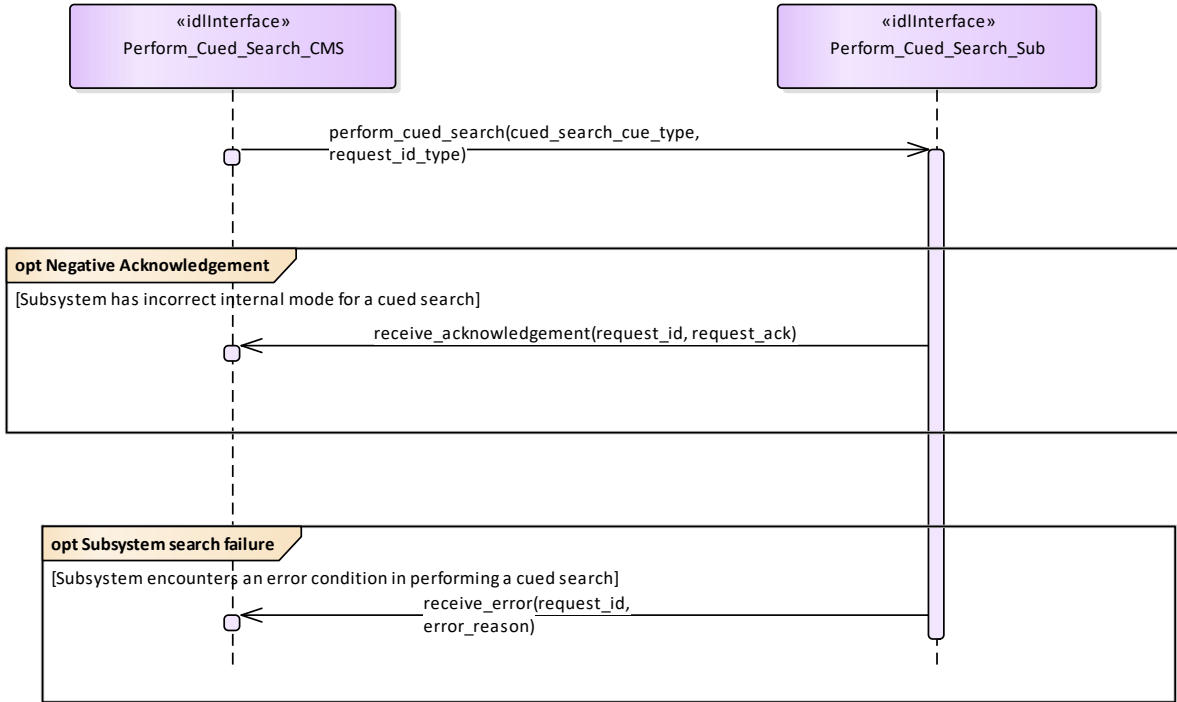 «idlInterface»
Perform_Cued_Search_CMS
«idlInterface»
Perform_Cued_Search_Sub
perform_cued_search(cued_search_cue_type,
request_id_type)
opt Negative Acknowledgement
[Subsystem has incorrect internal mode for a cued search]
receive_acknowledgement(request_id, request_ack)
opt Subsystem search failure
[Subsystem encounters an error condition in performing a cued search]
receive_error(request_id,
error_reason)